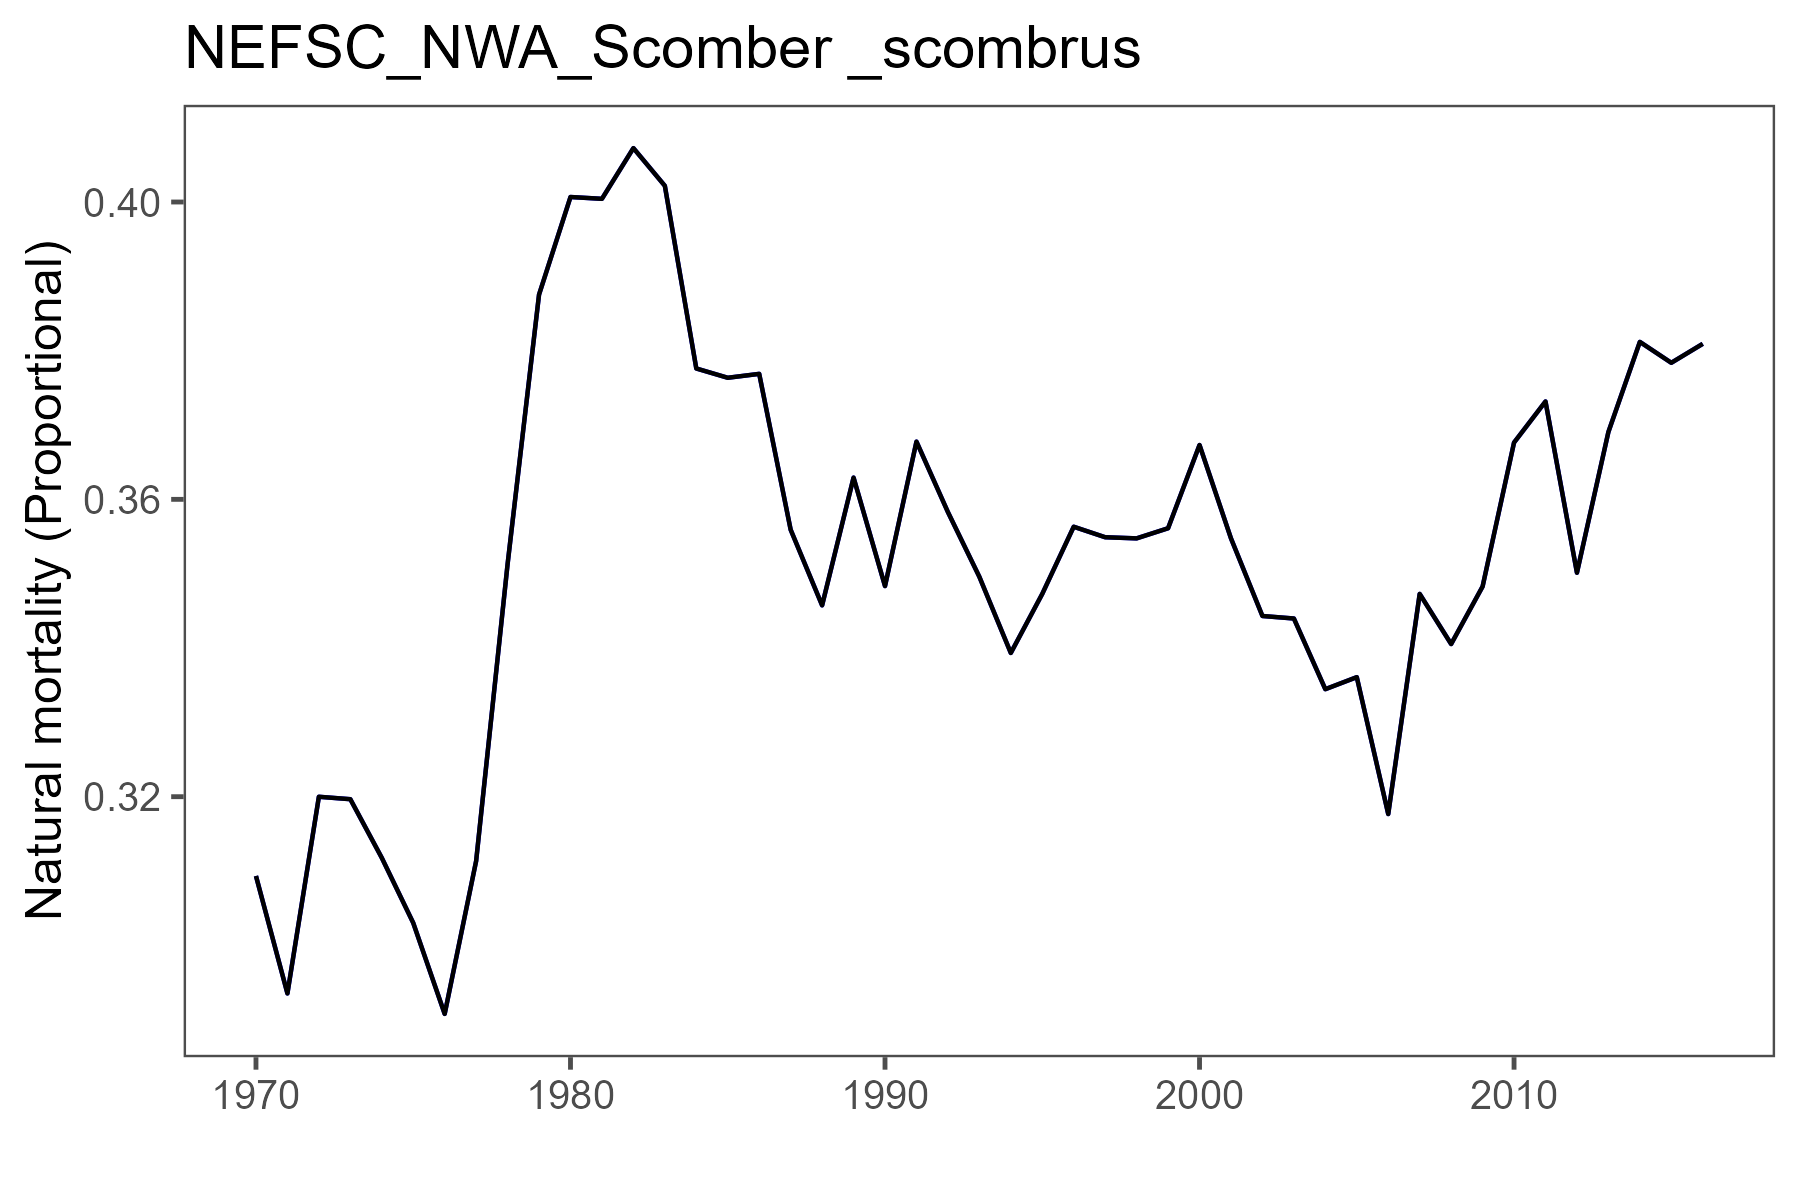 NEFSC_NWA_Scomber _scombrus
Natural mortality (Proportional)
0.40
0.36
0.32
1970 1980 1990 2000 2010